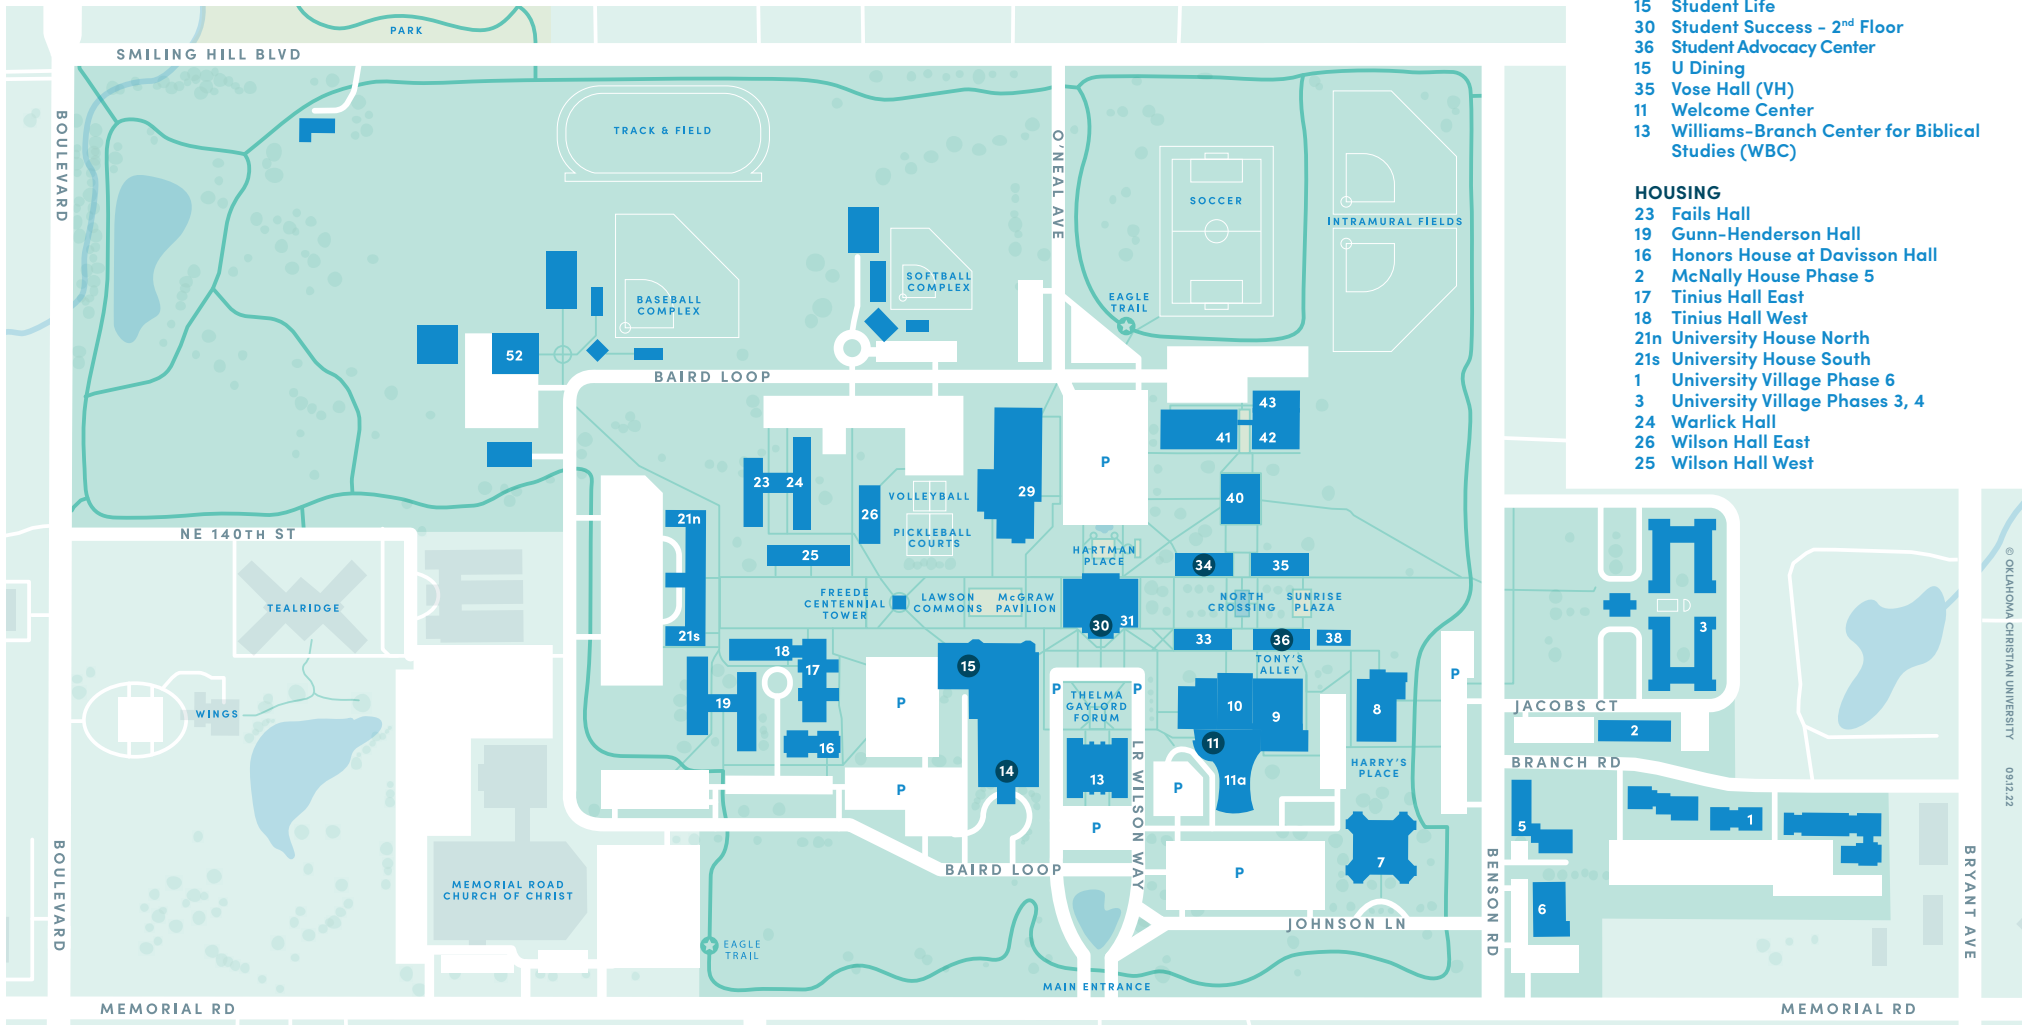 PARK
SMILING HILL BLVD
BOULEVARD
TRACK & FIELD
O'NEAL AVE
SOCCER
INTRAMURAL FIELDS
BASEBALL
COMPLEX
SOFTBALL
COMPLEX
EAGLE
TRAIL
52
BAIRD LOOP
43
41
42
P
23
24
29
40
VOLLEYBALL
26
21n
PICKLEBALL
COURTS
NE 140TH ST
25
HARTMAN
PLACE
34
35
TEALRIDGE
FREEDE
CENTENNIAL
TOWER
LAWSON
COMMONS
McGRAW
PAVILION
NORTH
CROSSING
SUNRISE
PLAZA
30
31
21s
33
36
38
18
17
15
TONY'S
ALLEY
P
P
P
P
THELMA
GAYLORD
FORUM
19
10
9
8
WINGS
16
11
14
13
11a
HARRY'S
PLACE
P
P
P
LR WILSON WAY
7
BAIRD LOOP
P
MEMORIAL ROAD
CHURCH OF CHRIST
JOHNSON LN
EAGLE
TRAIL
BOULEVARD
MAIN ENTRANCE
MEMORIAL RD
BENSON RD
3
JACOBS CT
2
BRANCH RD
5
1
6
BRYANT AVE
MEMORIAL RD
15 Student Life
30 Student Success - 2nd Floor
36 Student Advocacy Center
15 U Dining
35 Vose Hall (VH)
11 Welcome Center
13 Williams-Branch Center for Biblical
Studies (WBC)
HOUSING
23 Fails Hall
19 Gunn-Henderson Hall
16 Honors House at Davisson Hall
2 McNally House Phase 5
17 Tinius Hall East
18 Tinius Hall West
21n University House North
21s University House South
1 University Village Phase 6
3 University Village Phases 3, 4
24 Warlick Hall
26 Wilson Hall East
25 Wilson Hall West
© OKLAHOMA CHRISTIAN UNIVERSITY 09.12.22